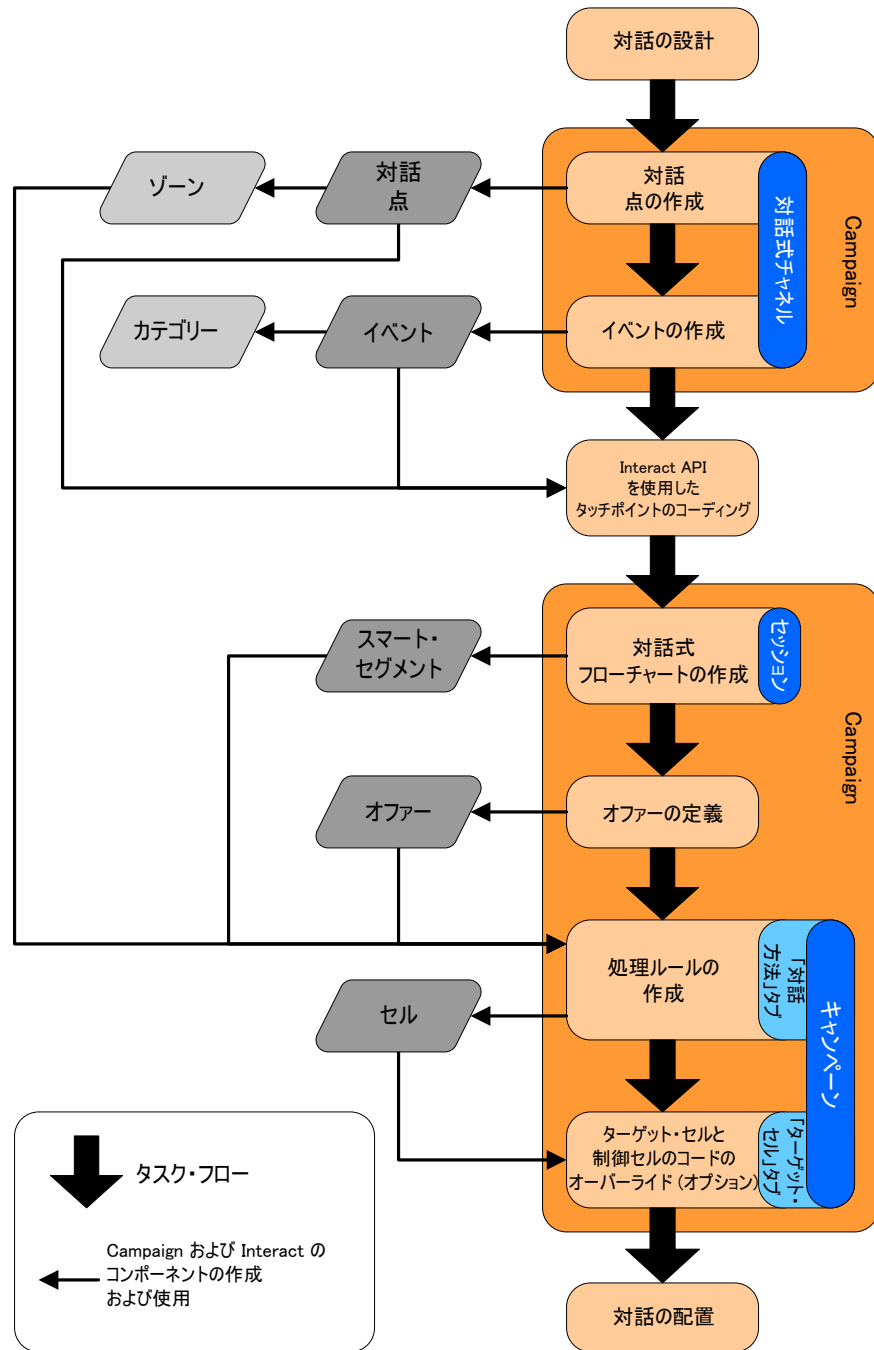 対話の設計
ゾーン
対話
点
対話
点の作成
対話式チャネル
Campaign
カテゴリー
イベント
イベントの作成
Interact API
を使用した
タッチポイントのコーディング
スマート・
セグメント
対話式
フローチャートの作成
セッション
Campaign
オファー
オファーの定義
処理ルールの
作成
「対話
方法」タブ
キャンペーン
セル
ターゲット・セルと
制御セルのコードの
オーバーライド（オプション）
「ターゲット・
セル」タブ
タスク・フロー
Campaign および Interact の
コンポーネントの作成
および使用
対話の配置